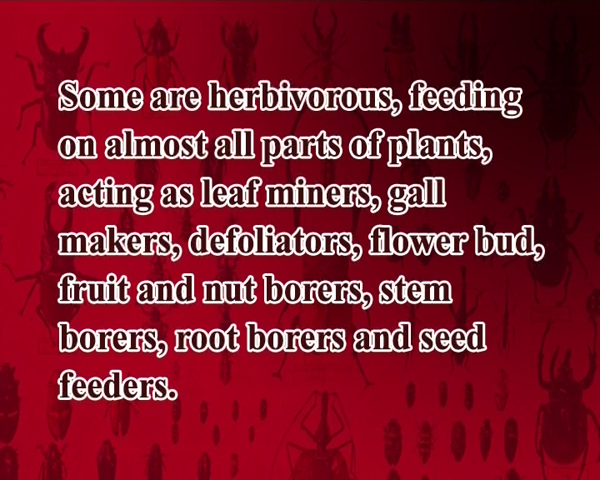 Some are herbivorous, feeding
on almost all parts of plants,
acting as leaf miners, gall
makers, defoliators, flower bud,
fruit and nut borers, stem
borers, root borers and seed
feeders.